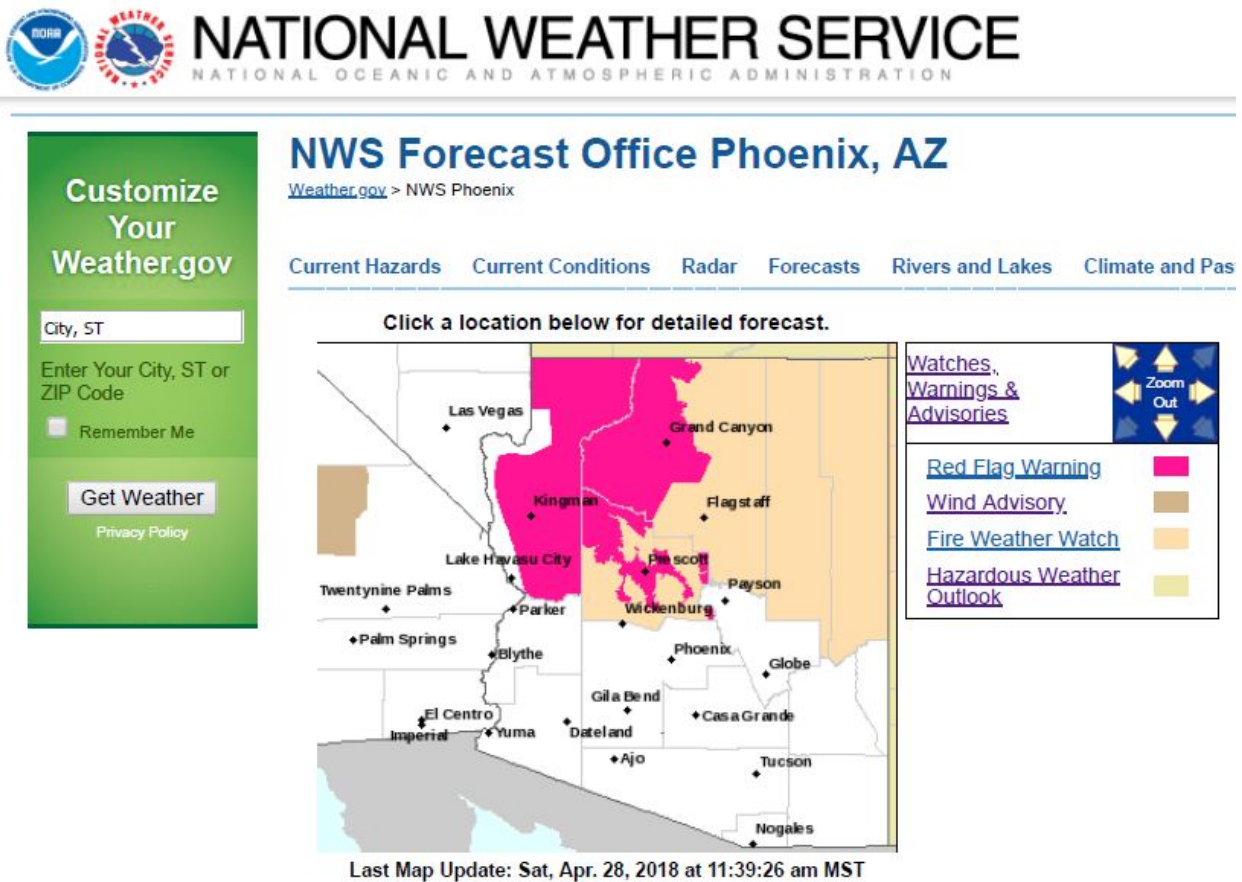 NOAA
NATIONAL WEATHER SERVICE
NATIONAL WEATHER SERVICE
NATIONAL OCEANIC AND ATMOSPHERIC ADMINISTRATION
Customize
Your
Weather.gov
City, ST
Enter Your City, ST or
ZIP Code
Remember Me
Get Weather
Privacy Policy
NWS Forecast Office Phoenix, AZ
Weather.gov > NWS Phoenix
Current Hazards Current Conditions Radar Forecasts Rivers and Lakes Climate and Past
Click a location below for detailed forecast.
Las Vegas
Grand Canyon
Kingman
Flagstaff
Lake Havasu City
Prescott
Twentynine Palms
Payson
Parker
Wickenburg
Palm Springs
Blythe
Phoenix
Globe
Gila Bend
El Centro
Casa Grande
Imperial
Yuma
Dateland
Ajo
Tucson
Nogales
Last Map Update: Sat, Apr. 28, 2018 at 11:39:26 am MST
Watches,
Warnings &
Advisories
Zoom
Out
Red Flag Warning
Wind Advisory
Fire Weather Watch
Hazardous Weather
Outlook